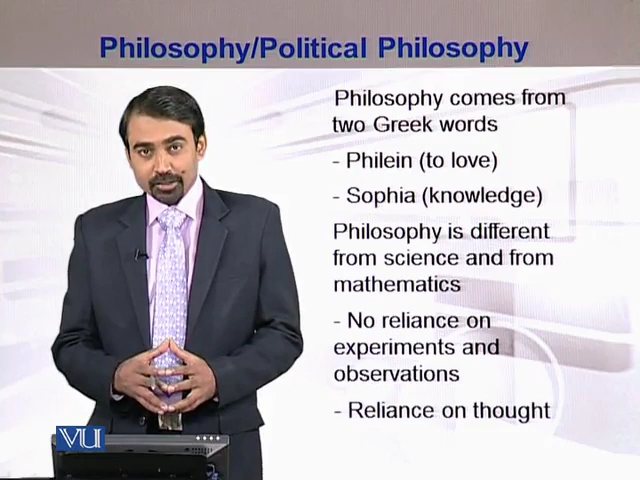 Philosophy/Political Philosophy
Philosophy comes from
two Greek words
- Philein (to love)
- Sophia (knowledge)
Philosophy is different
from science and from
mathematics
- No reliance on
experiments and
observations
- Reliance on thought
VU